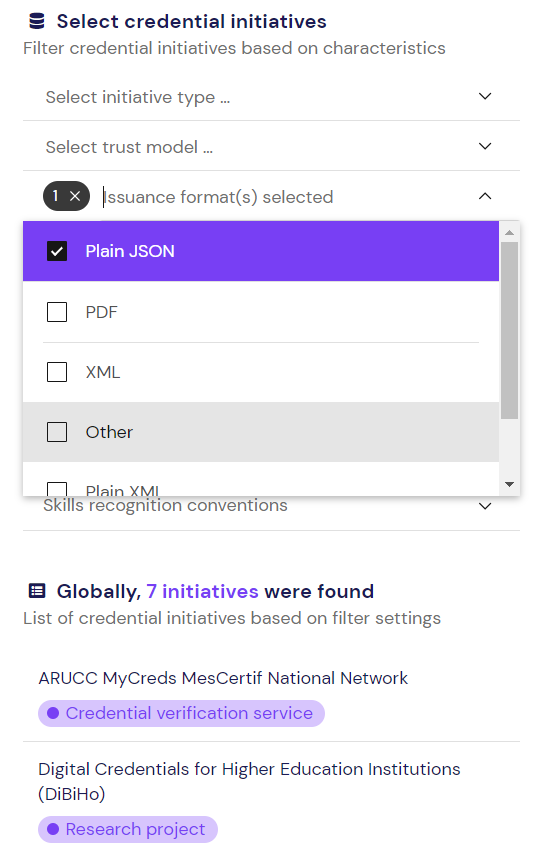 Select credential initiatives
Filter credential initiatives based on characteristics
Select initiative type ...
Select trust model ...
1 × Issuance format(s) selected
Plain JSON
PDF
XML
Other
Plain XML
Skills recognition conventions
Globally, 7 initiatives were found
List of credential initiatives based on filter settings
ARUCC MyCreds MesCertif National Network
Credential verification service
Digital Credentials for Higher Education Institutions
(DiBiHo)
Research project